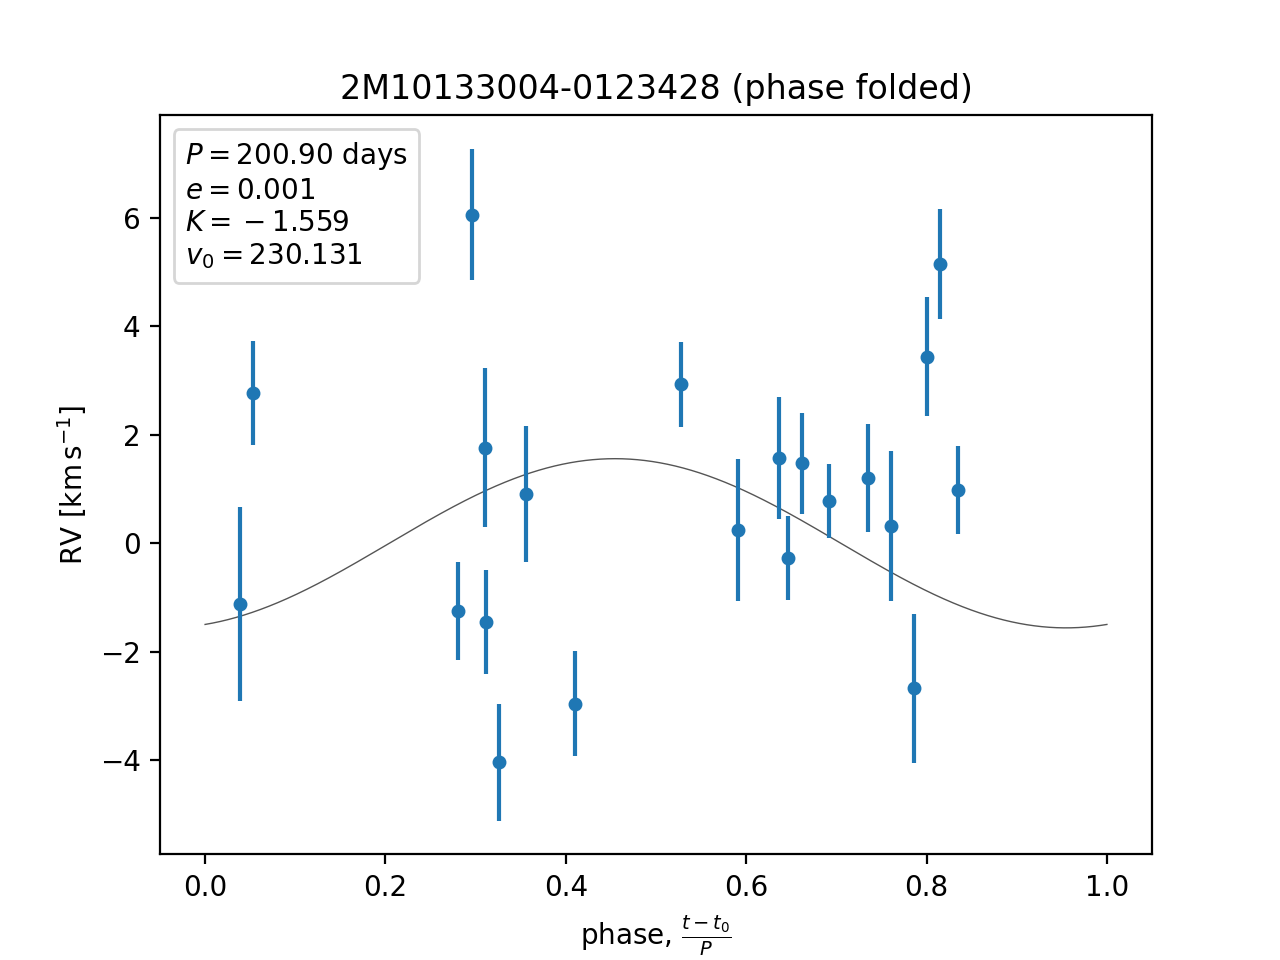 2M10133004-0123428 (phase folded)
P = 200.90 days
e = 0.001
K = −1.559
v₀ = 230.131
RV [km s⁻¹]
6
4
2
0
−2
−4
0.0 0.2 0.4 0.6 0.8 1.0
phase, (t − t₀)/P